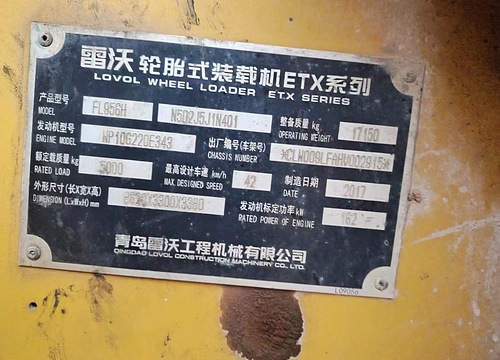 雷沃 轮胎式装载机ETX系列
LOVOL WHEEL LOADER ETX SERIES
产品型号 FL956H N5D2J5J1N401 整备质量 kg 17150
MODEL OPERATING WEIGHT
发动机型号 WP10G220E343 出厂编号(车架号)
ENGINE MODEL CHASSIS NUMBER
额定载质量 kg 5000 最高设计车速 km/h 42 制造日期 2017
RATED LOAD MAX. DESIGNED SPEED DATE
外形尺寸(长X宽X高) 发动机标定功率kW 162
DIMENSION (LxWxH) mm RATED POWER OF ENGINE
青岛雷沃工程机械有限公司
QINGDAO LOVOL CONSTRUCTION MACHINERY CO., LTD.